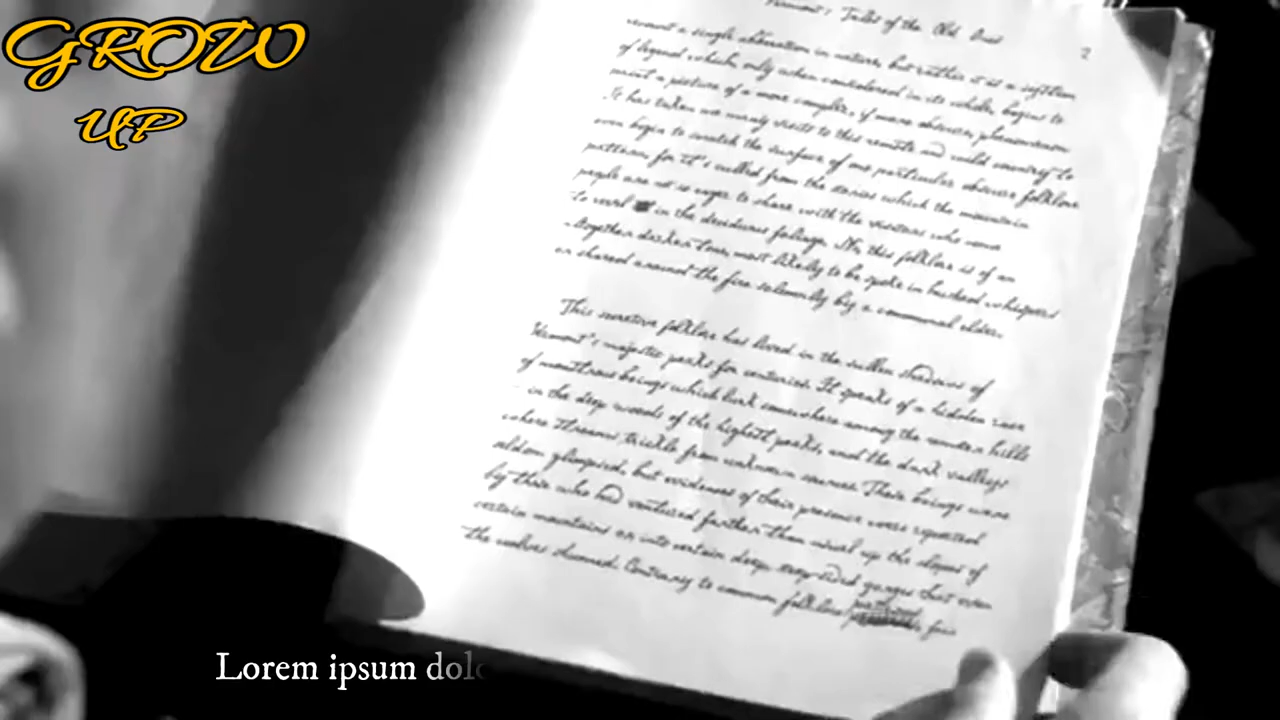 GROW
UP
Vermont: Tales of the Old Ones
2
a single aberration in nature, but rather it is a system
of legend which, only when considered in its whole, begins to
paint a picture of a more complex, if more obscure, phenomenon.
It has taken me many visits to this remote and wild country to
even begin to scratch the surface of one particular obscure folklore
pattern, for it's culled from the stories which the mountain
people are not so eager to share with the visitors who come
To revel in the deciduous foliage. No, this folklore is of an
altogether darker tone, most likely to be spoke in hushed whispers
or shared around the fire solemnly by a communal elder.
This secretive folklore has lived in the sullen shadows of
Vermont's majestic peaks for centuries. It speaks of a hidden race
of monstrous beings which lurk somewhere among the remoter hills
in the deep woods of the highest peaks, and the dark valleys
where streams trickle from unknown sources. These beings were
seldom glimpsed, but evidences of their presence were reported
by those who had ventured farther than usual up the slopes of
certain mountains or into certain deep, steep-sided gorges that even
the wolves shunned. Contrary to common folklore
Lorem ipsum dolo